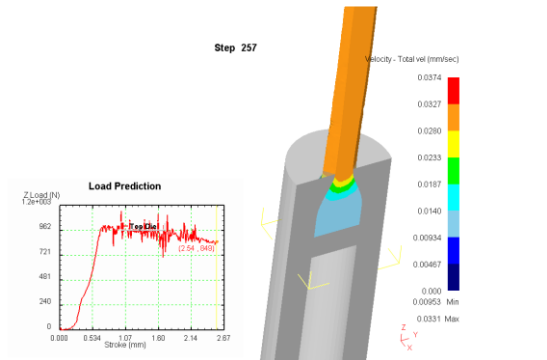 Step 257
Velocity - Total vel (mm/sec)
0.0374
0.0327
0.0280
0.0233
0.0187
0.0140
0.00934
0.00467
0.000
0.00953 Min
0.0331 Max
Load Prediction
Z Load (N)
1.2e+003
962
721
481
240
0
Top Die
(2.54 , 849)
0.000 0.534 1.07 1.60 2.14 2.67
Stroke (mm)
Z
Y
X